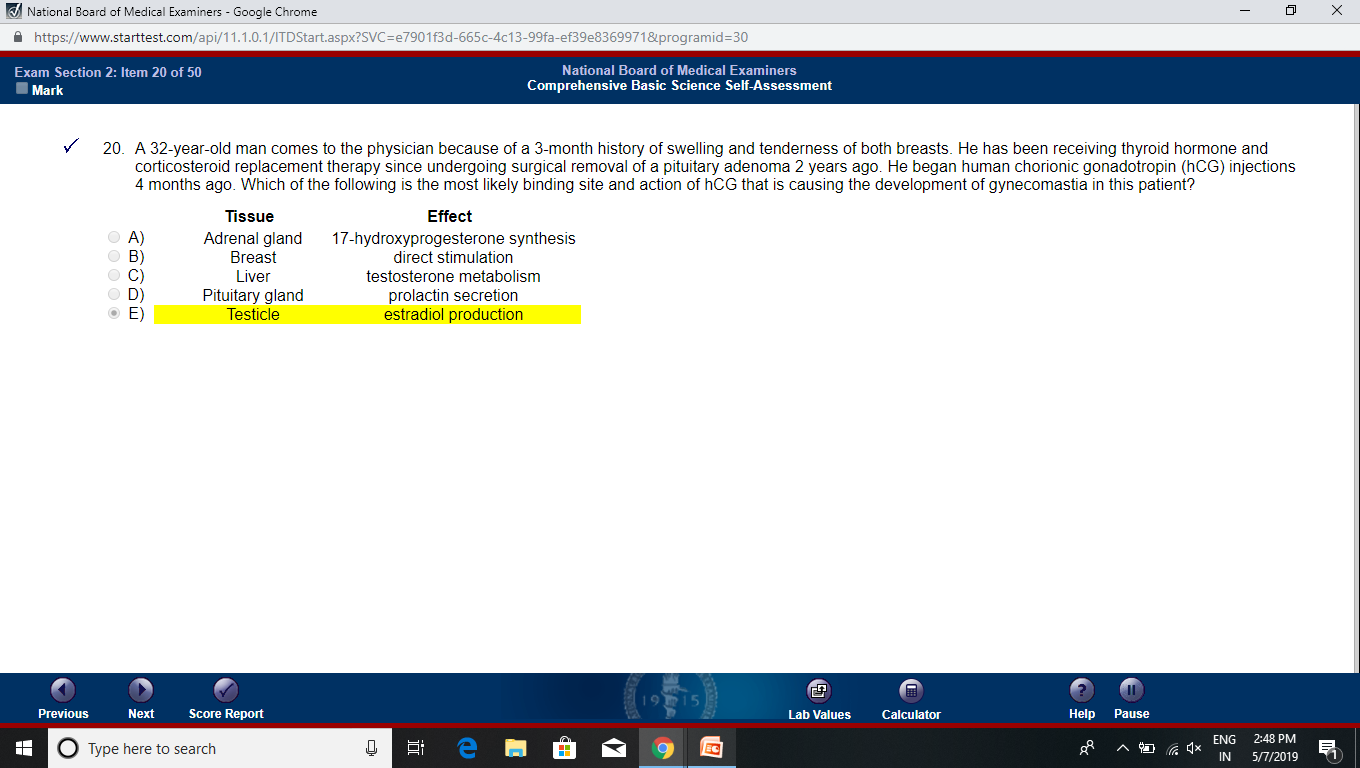 National Board of Medical Examiners - Google Chrome
https://www.starttest.com/api/11.1.0.1/ITDStart.aspx?SVC=e7901f3d-665c-4c13-99fa-ef39e8369971&programid=30
Exam Section 2: Item 20 of 50
National Board of Medical Examiners
Mark
Comprehensive Basic Science Self-Assessment
20. A 32-year-old man comes to the physician because of a 3-month history of swelling and tenderness of both breasts. He has been receiving thyroid hormone and
corticosteroid replacement therapy since undergoing surgical removal of a pituitary adenoma 2 years ago. He began human chorionic gonadotropin (hCG) injections
4 months ago. Which of the following is the most likely binding site and action of hCG that is causing the development of gynecomastia in this patient?
Tissue Effect
A) Adrenal gland 17-hydroxyprogesterone synthesis
B) Breast direct stimulation
C) Liver testosterone metabolism
D) Pituitary gland prolactin secretion
E) Testicle estradiol production
1915
Previous Next Score Report Lab Values Calculator Help Pause
Type here to search
ENG 2:48 PM
IN 5/7/2019
1